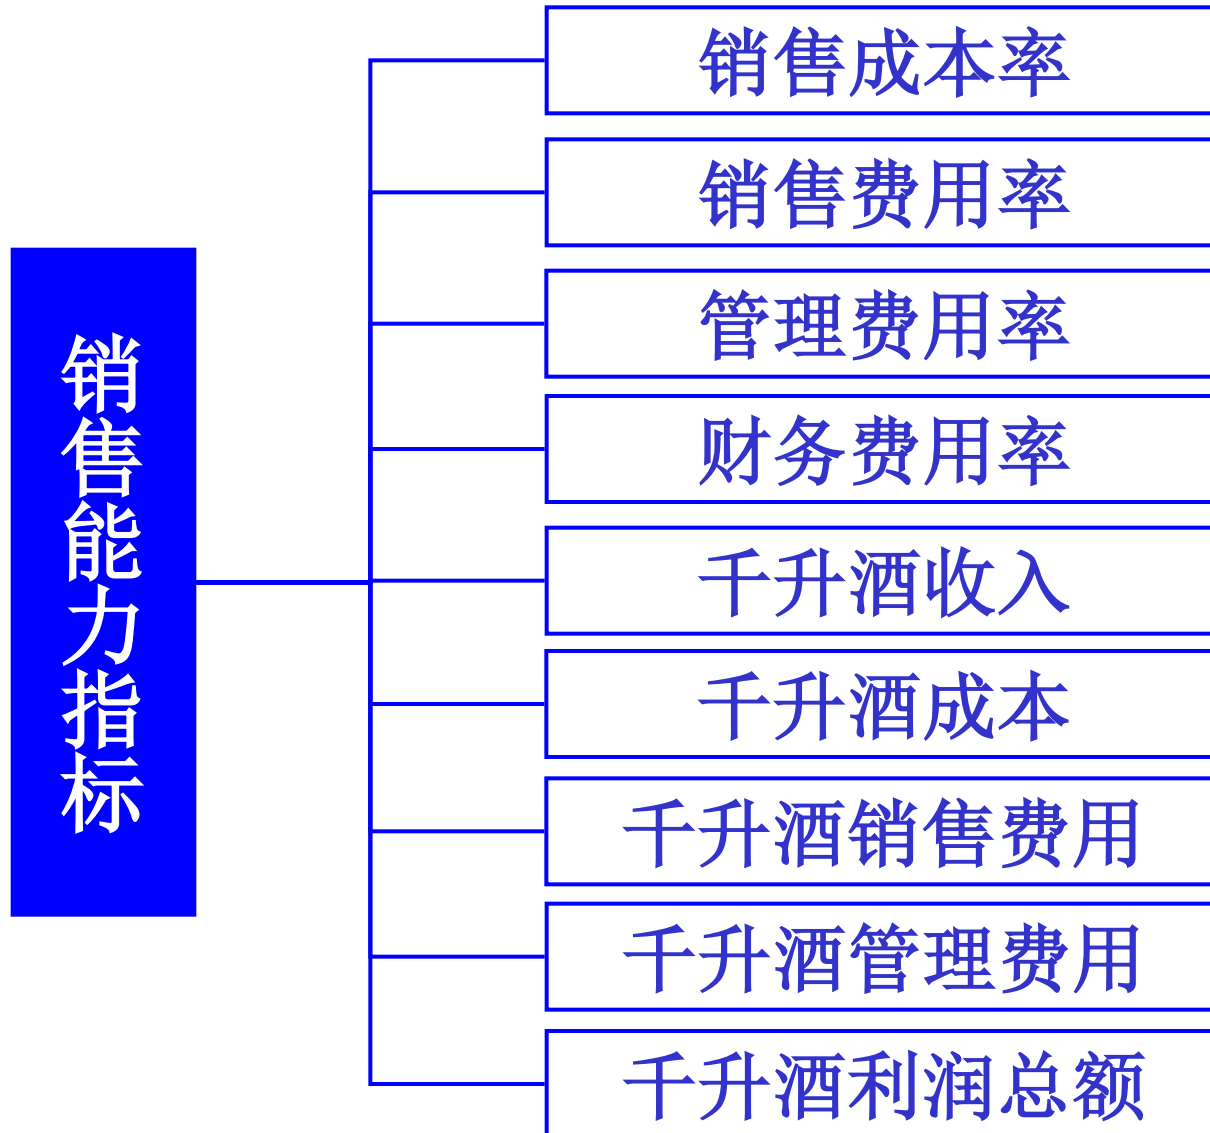 销售能力指标
销售成本率
销售费用率
管理费用率
财务费用率
千升酒收入
千升酒成本
千升酒销售费用
千升酒管理费用
千升酒利润总额